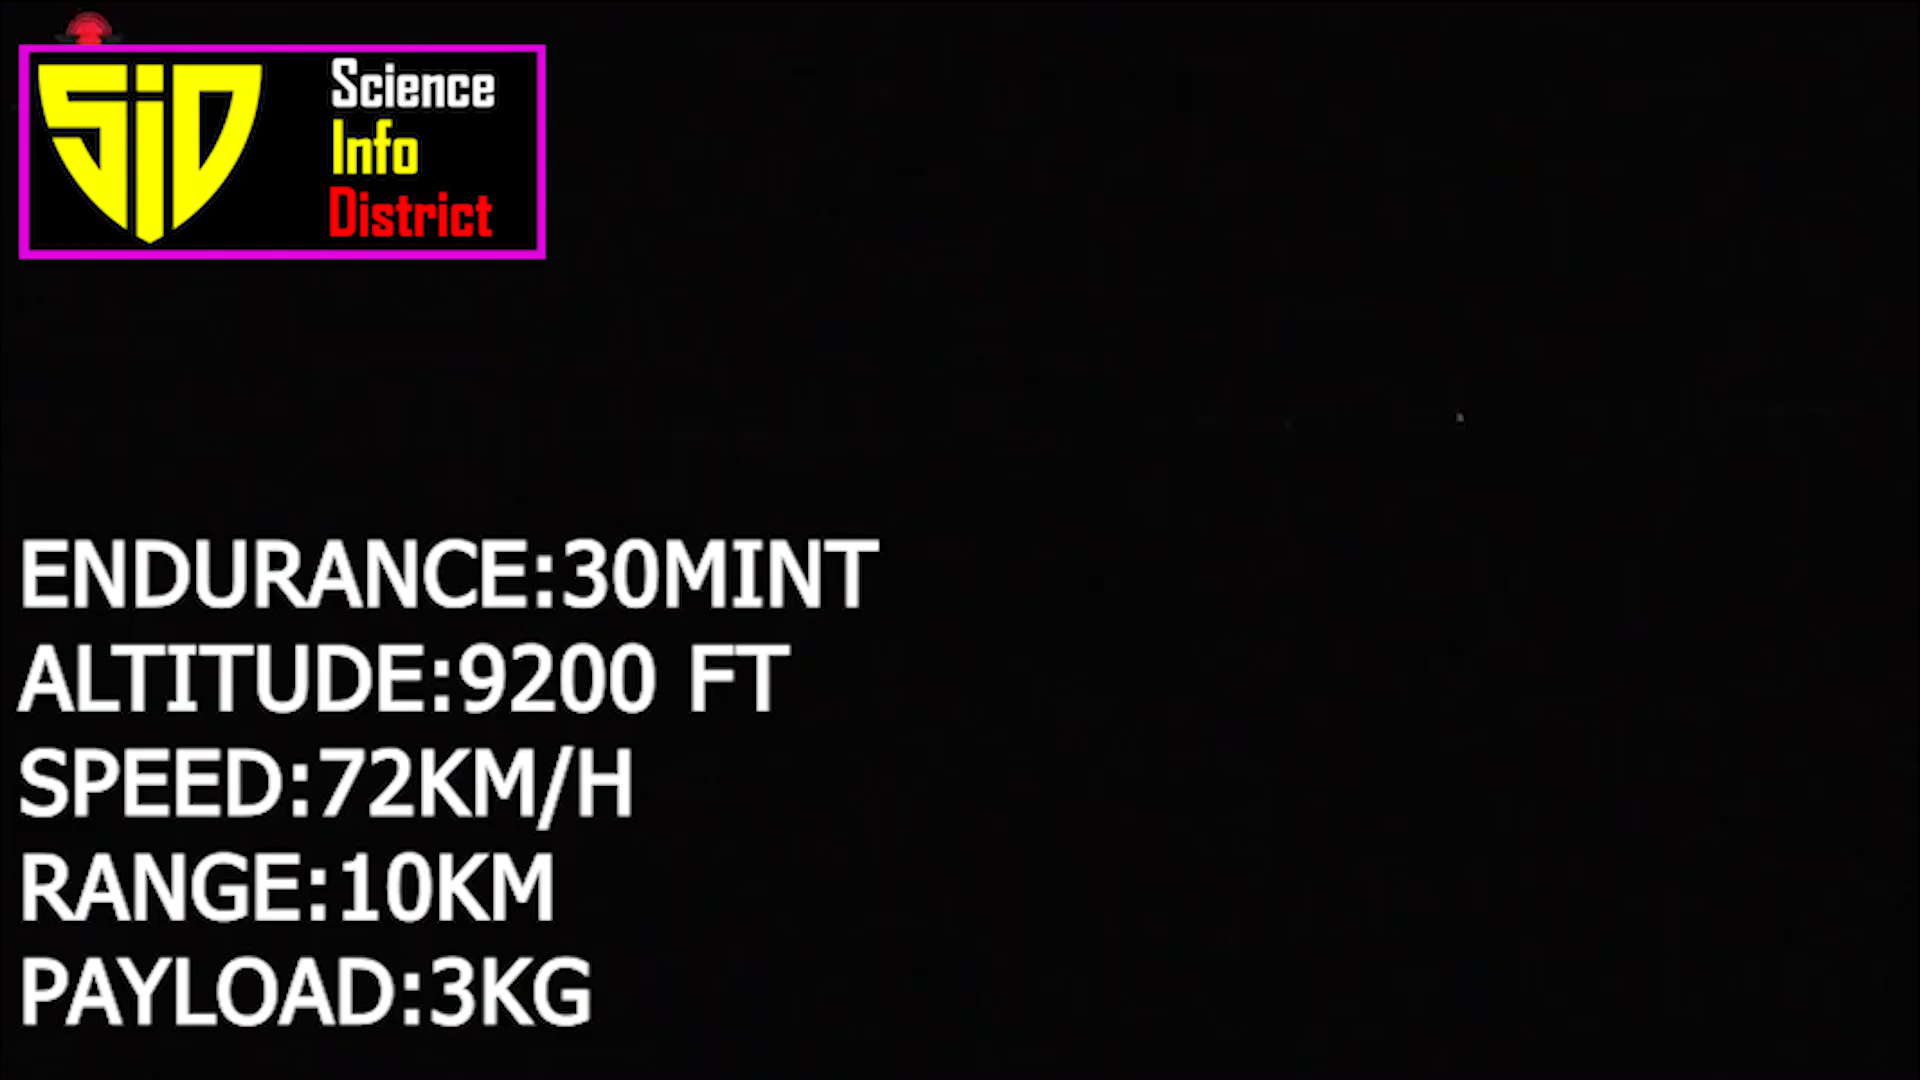 SiD
Science
Info
District
ENDURANCE:30MINT
ALTITUDE:9200 FT
SPEED:72KM/H
RANGE:10KM
PAYLOAD:3KG